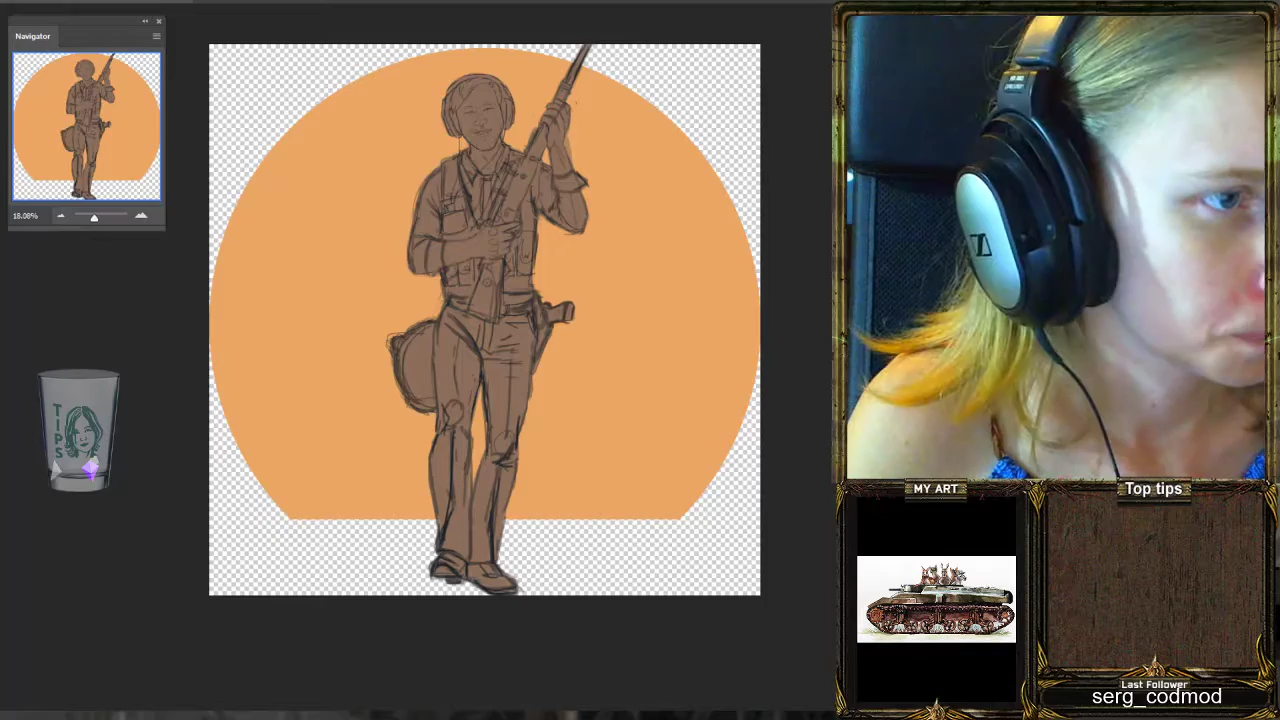 Navigator
18.08%
TIPS
MY ART
Top tips
Last Follower
serg_codmod